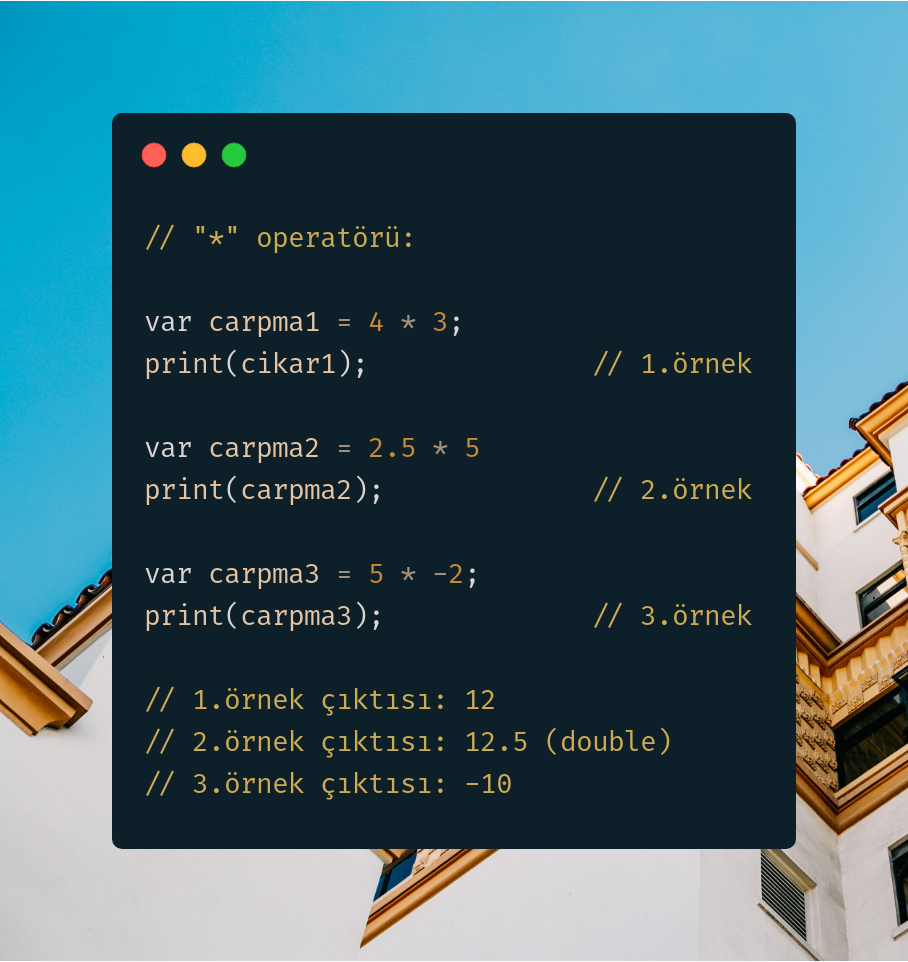 // "*" operatörü:
var carpma1 = 4 * 3;
print(cikar1); // 1.örnek
var carpma2 = 2.5 * 5
print(carpma2); // 2.örnek
var carpma3 = 5 * -2;
print(carpma3); // 3.örnek
// 1.örnek çıktısı: 12
// 2.örnek çıktısı: 12.5 (double)
// 3.örnek çıktısı: -10